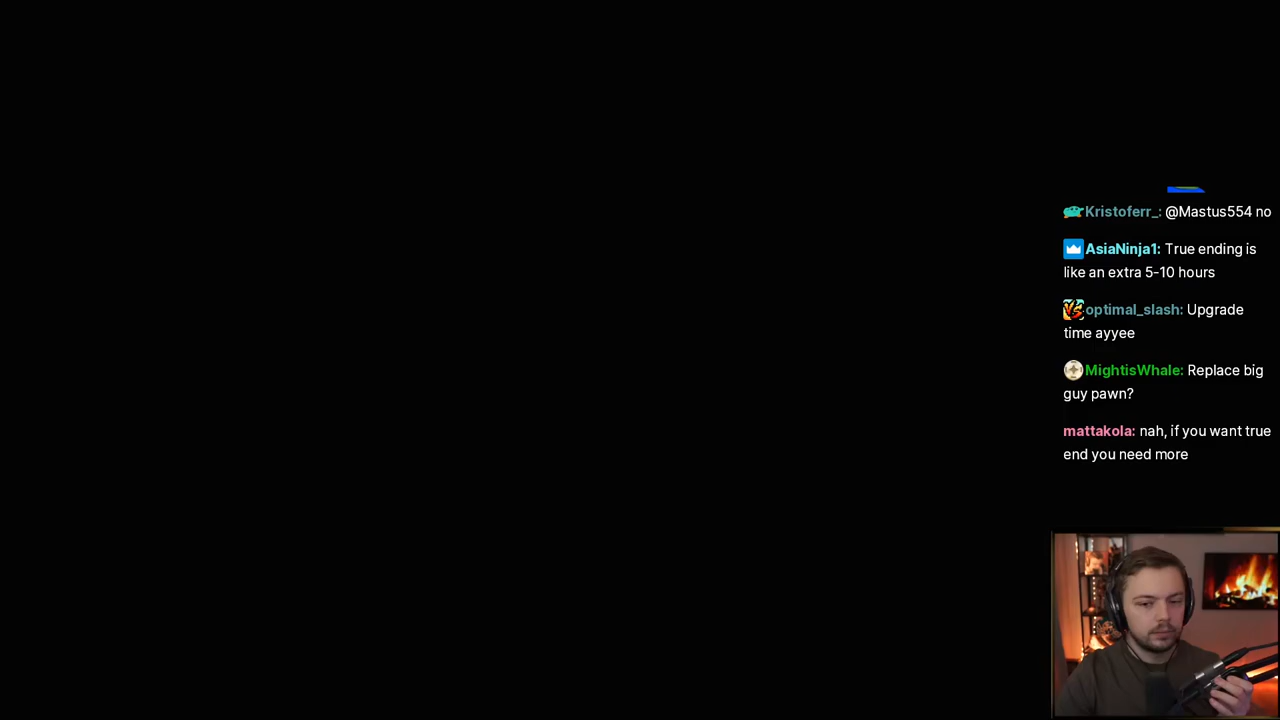 Kristoferr_: @Mastus554 no
AsiaNinja1: True ending is
like an extra 5-10 hours
optimal_slash: Upgrade
time ayyee
MightisWhale: Replace big
guy pawn?
mattakola: nah, if you want true
end you need more